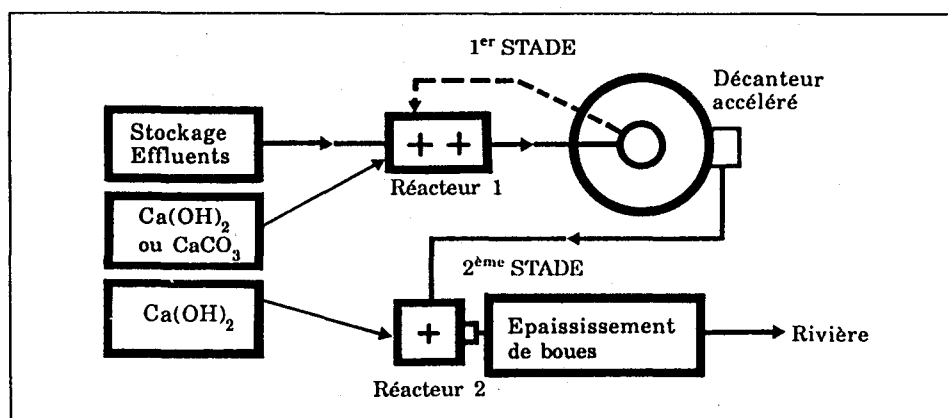 1er STADE
Décanteur
accéléré
Stockage
Effluents
Réacteur 1
Ca(OH)2
ou CaCO3
2ème STADE
Ca(OH)2
Epaississement
de boues
Rivière
Réacteur 2